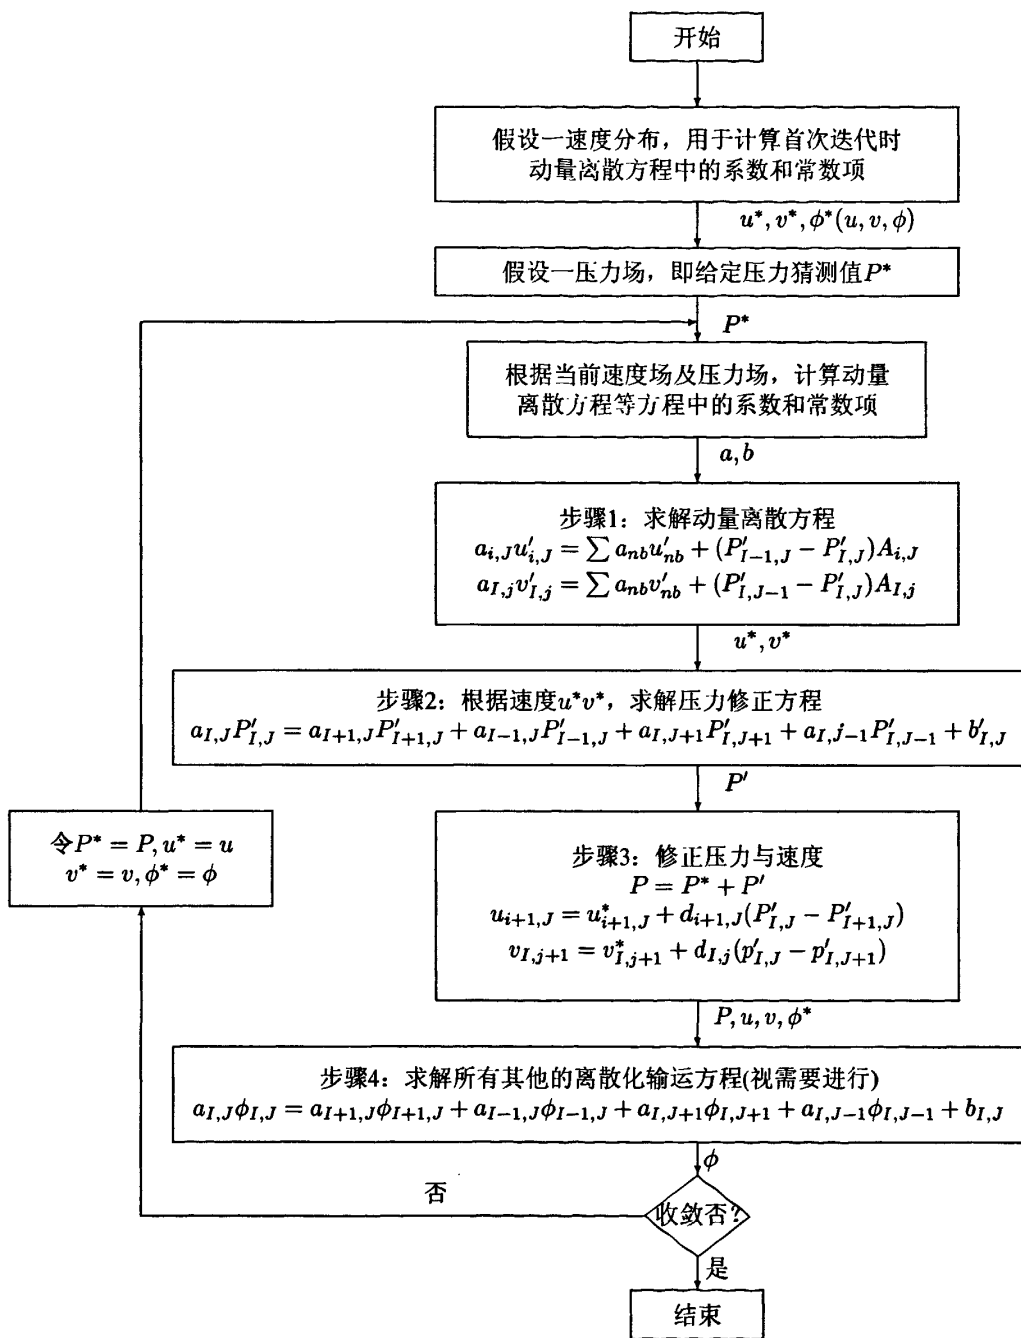 开始
假设一速度分布，用于计算首次迭代时
动量离散方程中的系数和常数项
u*, v*, ϕ*(u, v, ϕ)
假设一压力场，即给定压力猜测值P*
P*
根据当前速度场及压力场，计算动量
离散方程等方程中的系数和常数项
a, b
步骤1：求解动量离散方程
a_{i,J}u'_{i,J} = ∑ a_{nb}u'_{nb} + (P'_{I-1,J} − P'_{I,J})A_{i,J}
a_{I,j}v'_{I,j} = ∑ a_{nb}v'_{nb} + (P'_{I,J-1} − P'_{I,J})A_{I,j}
u*, v*
步骤2：根据速度u*v*，求解压力修正方程
a_{I,J}P'_{I,J} = a_{I+1,J}P'_{I+1,J} + a_{I-1,J}P'_{I-1,J} + a_{I,J+1}P'_{I,J+1} + a_{I,j-1}P'_{I,J-1} + b'_{I,J}
P'
步骤3：修正压力与速度
P = P* + P'
u_{i+1,J} = u*_{i+1,J} + d_{i+1,J}(P'_{I,J} − P'_{I+1,J})
v_{I,j+1} = v*_{I,j+1} + d_{I,j}(p'_{I,J} − p'_{I,J+1})
令P* = P, u* = u
v* = v, ϕ* = ϕ
P, u, v, ϕ*
步骤4：求解所有其他的离散化输运方程(视需要进行)
a_{I,J}ϕ_{I,J} = a_{I+1,J}ϕ_{I+1,J} + a_{I-1,J}ϕ_{I-1,J} + a_{I,J+1}ϕ_{I,J+1} + a_{I,J-1}ϕ_{I,J-1} + b_{I,J}
ϕ
否
收敛否?
是
结束